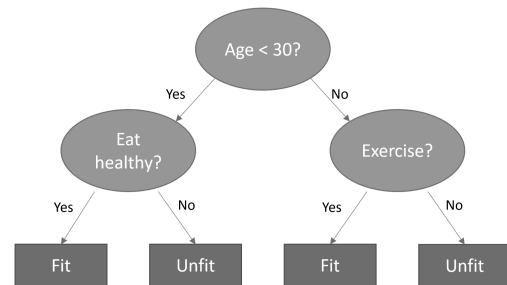 Age < 30?
Yes
No
Eat
healthy?
Exercise?
Yes
No
Yes
No
Fit
Unfit
Fit
Unfit